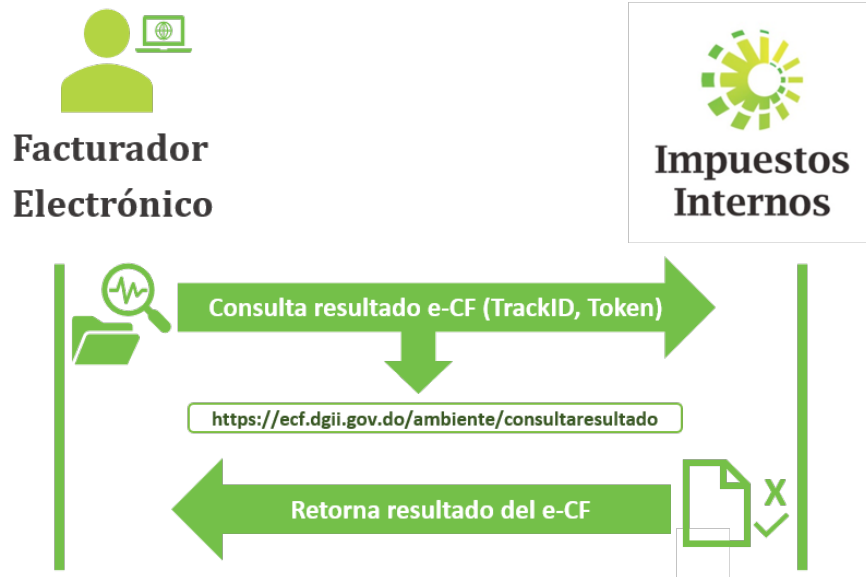 Facturador
Electrónico
Impuestos
Internos
Consulta resultado e-CF (TrackID, Token)
https://ecf.dgii.gov.do/ambiente/consultaresultado
Retorna resultado del e-CF
X